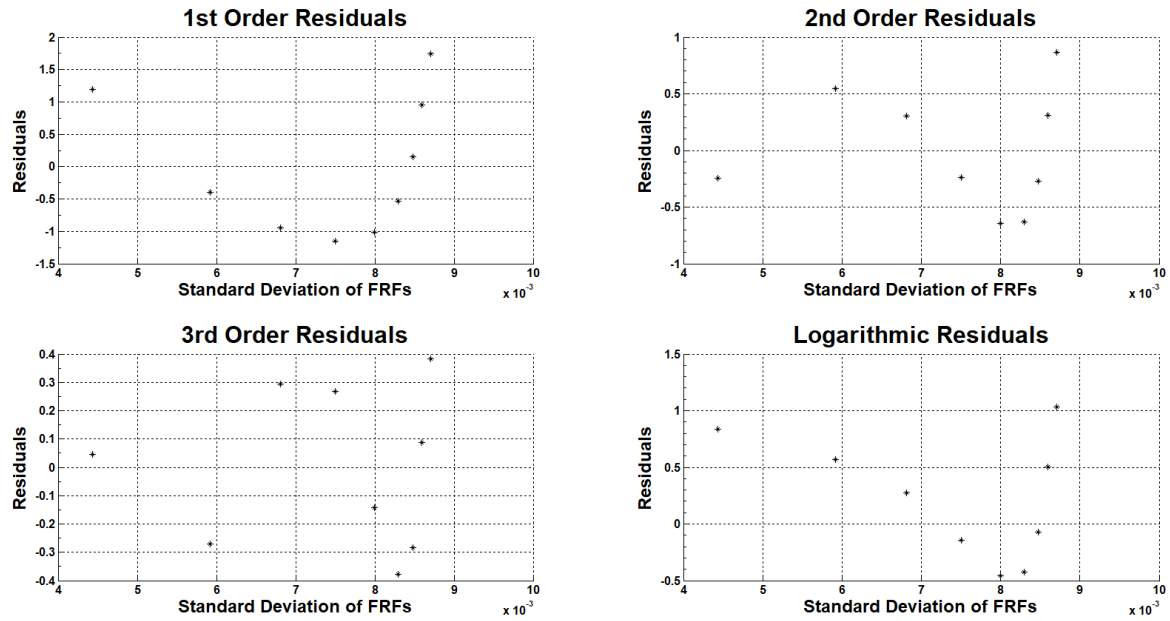 1st Order Residuals
2
1.5
1
0.5
0
-0.5
-1
-1.5
Residuals
4 5 6 7 8 9 10
Standard Deviation of FRFs
x 10-3
2nd Order Residuals
1
0.5
0
-0.5
-1
Residuals
4 5 6 7 8 9 10
Standard Deviation of FRFs
x 10-3
3rd Order Residuals
0.4
0.3
0.2
0.1
0
-0.1
-0.2
-0.3
-0.4
Residuals
4 5 6 7 8 9 10
Standard Deviation of FRFs
x 10-3
Logarithmic Residuals
1.5
1
0.5
0
-0.5
Residuals
4 5 6 7 8 9 10
Standard Deviation of FRFs
x 10-3